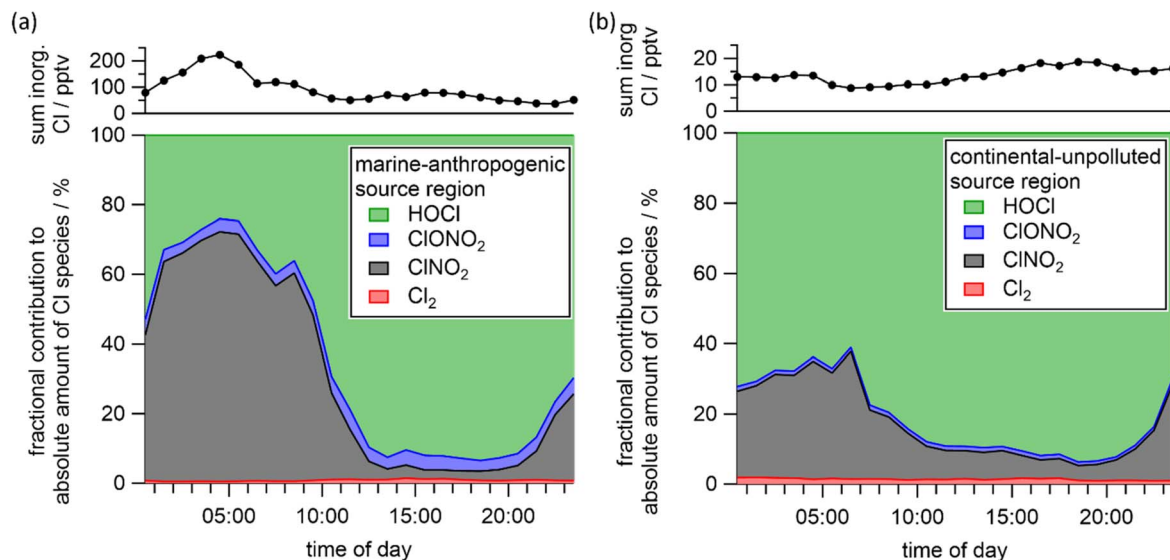 (a)
sum inorg.
Cl / pptv
200
100
0
fractional contribution to
absolute amount of Cl species / %
100
80
60
40
20
0
marine-anthropogenic
source region
HOCl
ClONO₂
ClNO₂
Cl₂
05:00
10:00
15:00
20:00
time of day
(b)
sum inorg
Cl / pptv
20
10
0
fractional contribution to
absolute amount of Cl species / %
100
80
60
40
20
0
continental-unpolluted
source region
HOCl
ClONO₂
ClNO₂
Cl₂
05:00
10:00
15:00
20:00
time of day